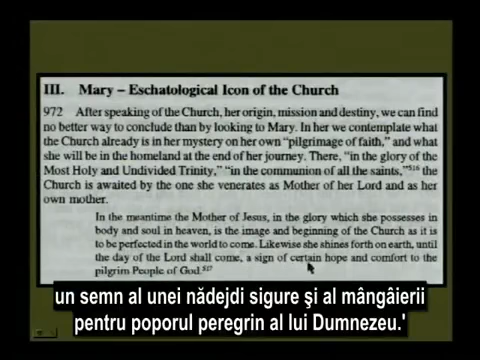 III. Mary – Eschatological Icon of the Church
972 After speaking of the Church, her origin, mission and destiny, we can find
no better way to conclude than by looking to Mary. In her we contemplate what
the Church already is in her mystery on her own “pilgrimage of faith,” and what
she will be in the homeland at the end of her journey. There, “in the glory of the
Most Holy and Undivided Trinity,” “in the communion of all the saints,”516 the
Church is awaited by the one she venerates as Mother of her Lord and as her
own mother.
In the meantime the Mother of Jesus, in the glory which she possesses in
body and soul in heaven, is the image and beginning of the Church as it is
to be perfected in the world to come. Likewise she shines forth on earth, until
the day of the Lord shall come, a sign of certain hope and comfort to the
pilgrim People of God.517
un semn al unei nădejdi sigure şi al mângâierii
pentru poporul peregrin al lui Dumnezeu.'